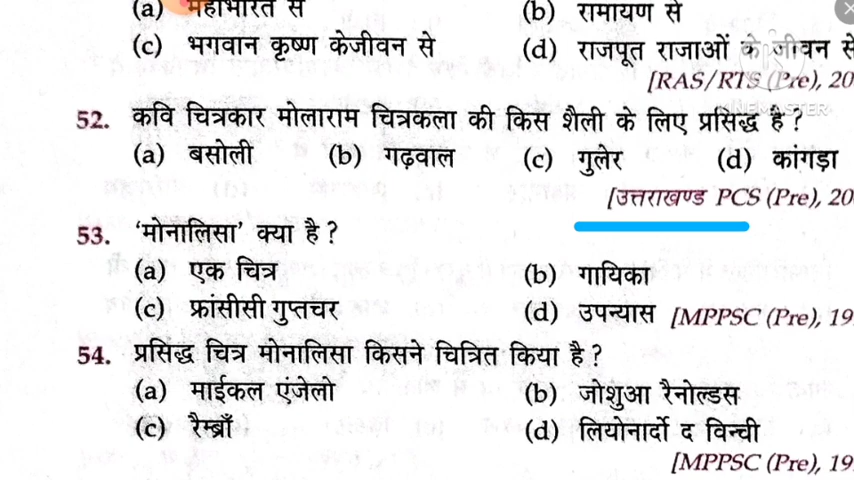 (a) महाभारत से (b) रामायण से
(c) भगवान कृष्ण केजीवन से (d) राजपूत राजाओं के जीवन से
[RAS/RTS (Pre), 20
KINEMASTER
52. कवि चित्रकार मोलाराम चित्रकला की किस शैली के लिए प्रसिद्ध है ?
(a) बसोली (b) गढ़वाल (c) गुलेर (d) कांगड़ा
[उत्तराखण्ड PCS (Pre), 20
53. ‘मोनालिसा’ क्या है ?
(a) एक चित्र (b) गायिका
(c) फ्रांसीसी गुप्तचर (d) उपन्यास [MPPSC (Pre), 19
54. प्रसिद्ध चित्र मोनालिसा किसने चित्रित किया है ?
(a) माईकल एंजेलो (b) जोशुआ रैनोल्डस
(c) रैम्ब्राँ (d) लियोनार्दो द विन्ची
[MPPSC (Pre), 19